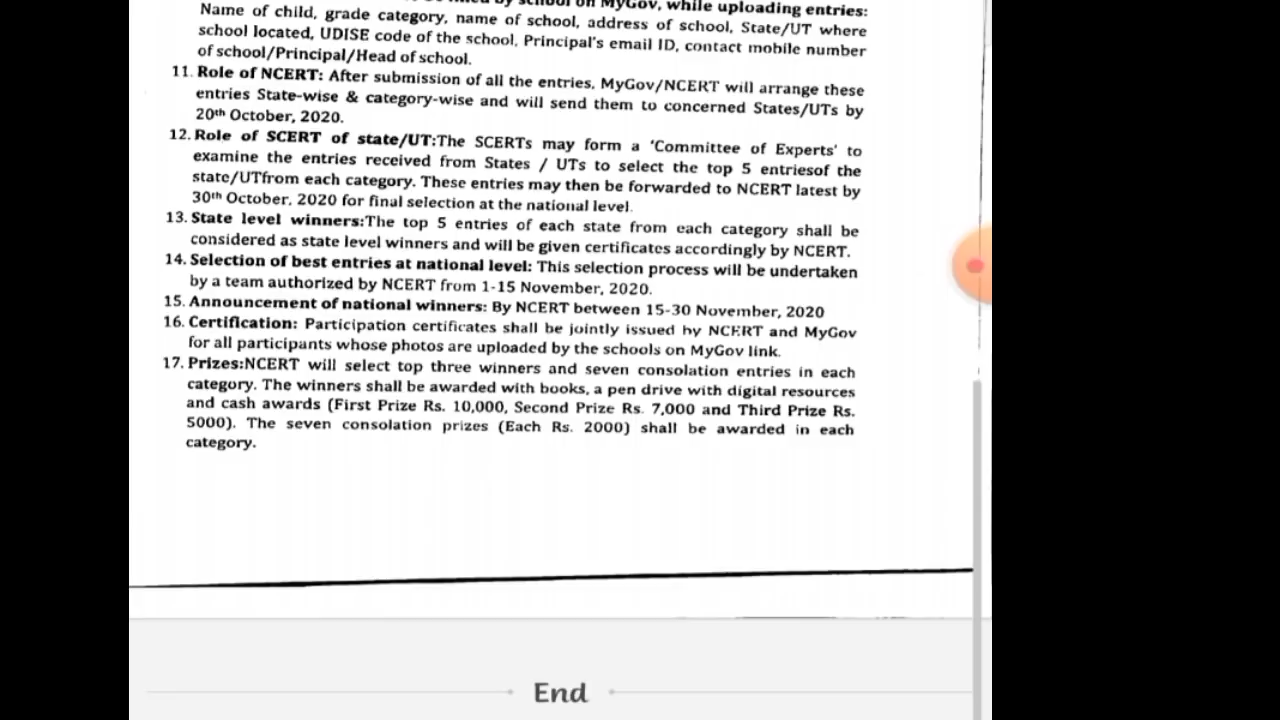 by school on MyGov, while uploading entries:
Name of child, grade category, name of school, address of school, State/UT where
school located, UDISE code of the school, Principal's email ID, contact mobile number
of school/Principal/Head of school.
11. Role of NCERT: After submission of all the entries, MyGov/NCERT will arrange these
entries State-wise & category-wise and will send them to concerned States/UTs by
20th October, 2020.
12. Role of SCERT of state/UT:The SCERTs may form a 'Committee of Experts' to
examine the entries received from States / UTs to select the top 5 entriesof the
state/UTfrom each category. These entries may then be forwarded to NCERT latest by
30th October, 2020 for final selection at the national level.
13. State level winners:The top 5 entries of each state from each category shall be
considered as state level winners and will be given certificates accordingly by NCERT.
14. Selection of best entries at national level: This selection process will be undertaken
by a team authorized by NCERT from 1-15 November, 2020.
15. Announcement of national winners: By NCERT between 15-30 November, 2020
16. Certification: Participation certificates shall be jointly issued by NCERT and MyGov
for all participants whose photos are uploaded by the schools on MyGov link.
17. Prizes:NCERT will select top three winners and seven consolation entries in each
category. The winners shall be awarded with books, a pen drive with digital resources
and cash awards (First Prize Rs. 10,000, Second Prize Rs. 7,000 and Third Prize Rs.
5000). The seven consolation prizes (Each Rs. 2000) shall be awarded in each
category.
End